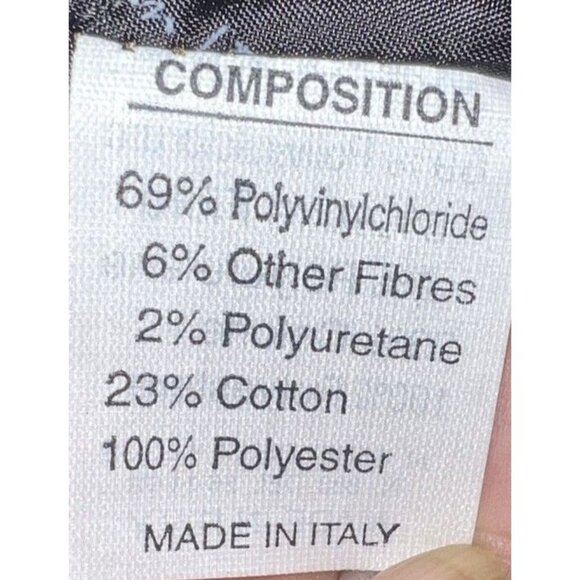 COMPOSITION
69% Polyvinylchloride
6% Other Fibres
2% Polyuretane
23% Cotton
100% Polyester
MADE IN ITALY